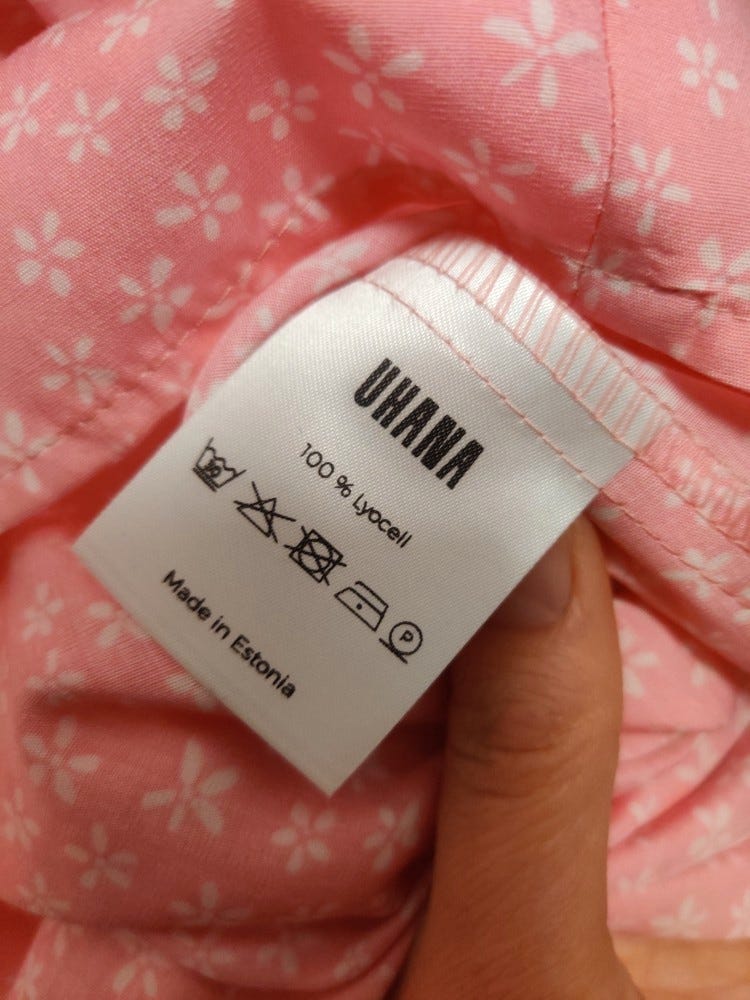 UHANA
100 % Lyocell
P
Made in Estonia